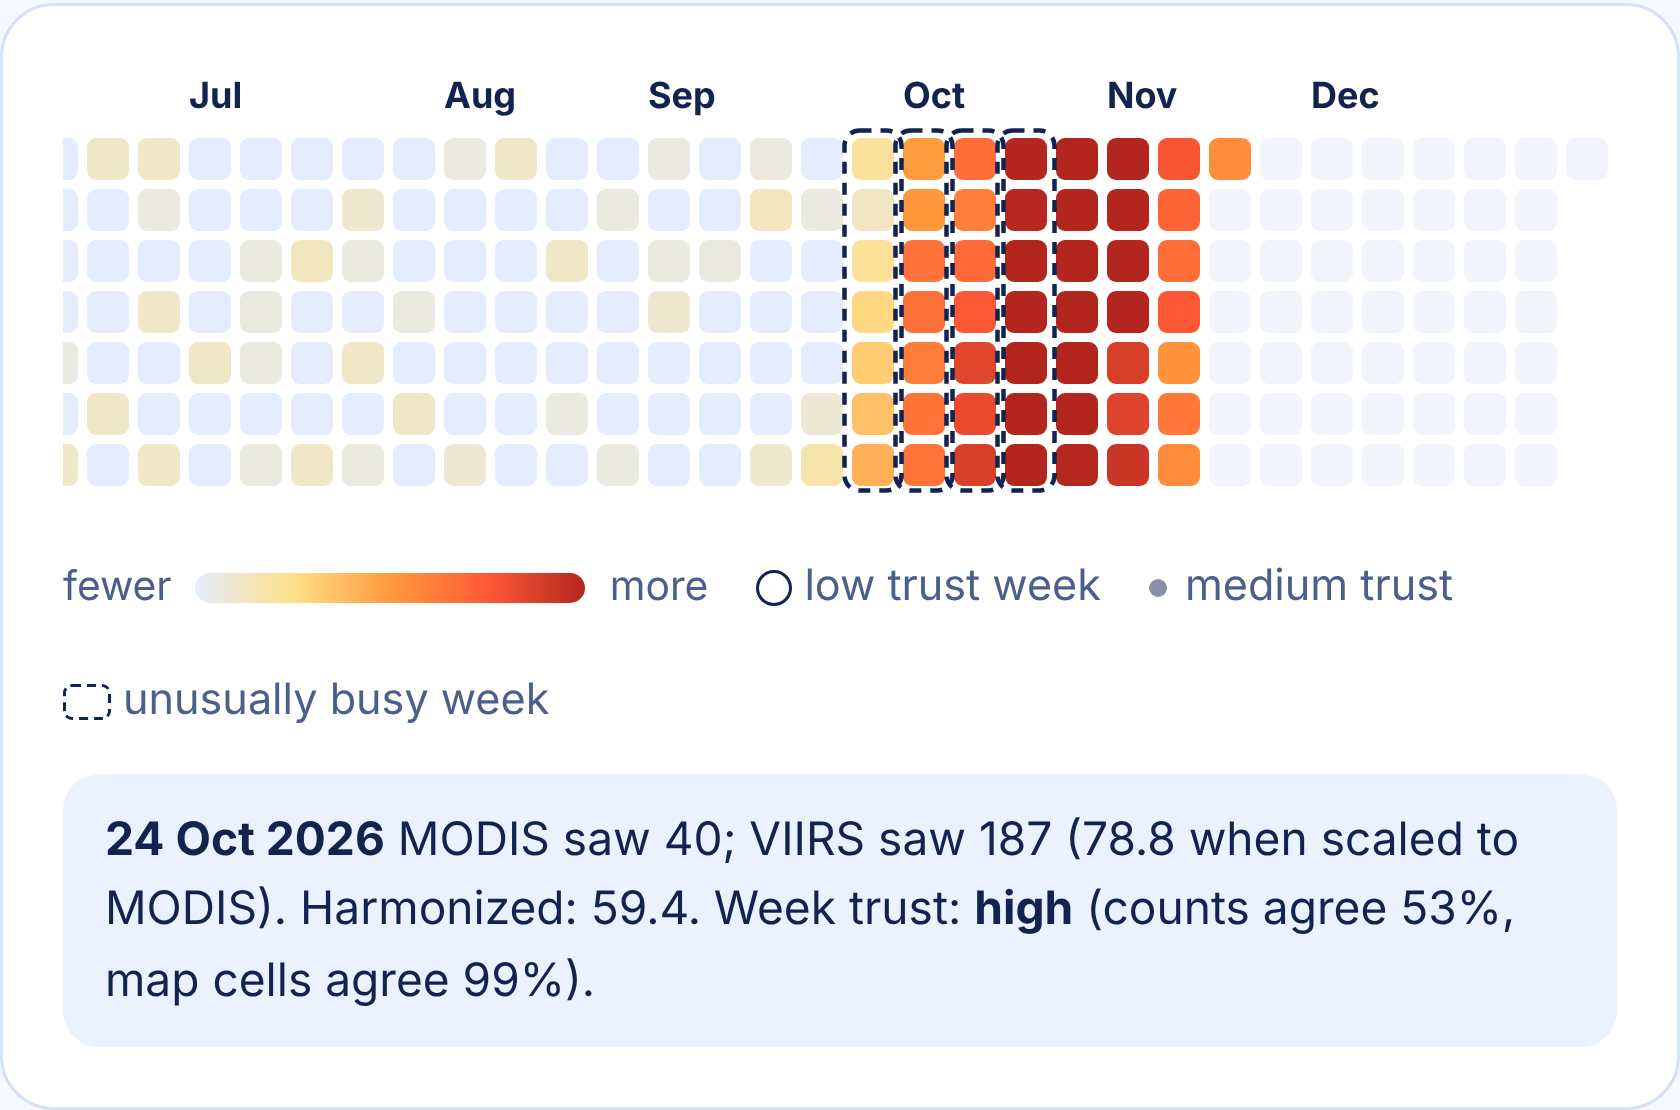 Jul Aug Sep Oct Nov Dec
fewer more low trust week medium trust
unusually busy week
24 Oct 2026 MODIS saw 40; VIIRS saw 187 (78.8 when scaled to
MODIS). Harmonized: 59.4. Week trust: high (counts agree 53%,
map cells agree 99%).